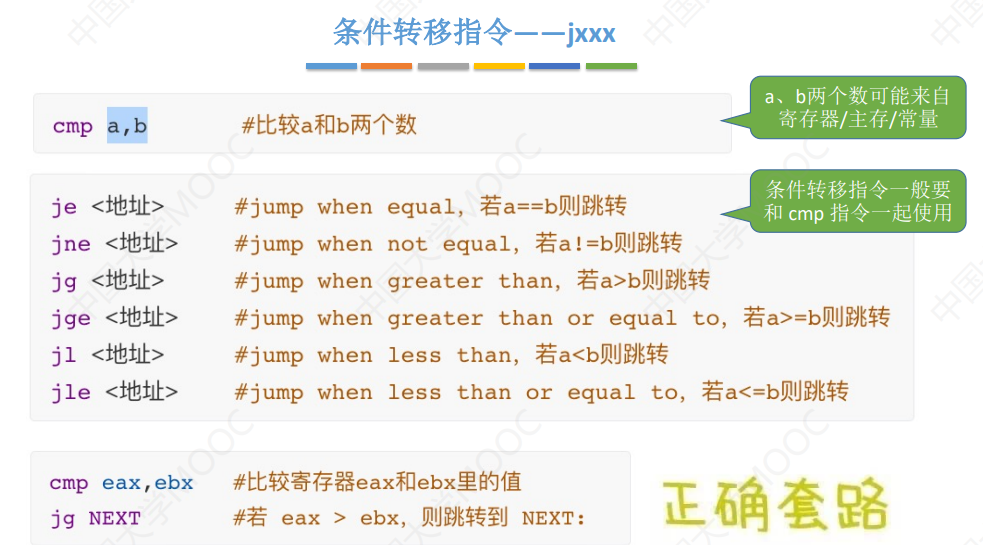 条件转移指令——jxxx
cmp a,b #比较a和b两个数
a、b两个数可能来自
寄存器/主存/常量
条件转移指令一般要
和 cmp 指令一起使用
je <地址> #jump when equal，若a==b则跳转
jne <地址> #jump when not equal，若a!=b则跳转
jg <地址> #jump when greater than，若a>b则跳转
jge <地址> #jump when greater than or equal to，若a>=b则跳转
jl <地址> #jump when less than，若a<b则跳转
jle <地址> #jump when less than or equal to，若a<=b则跳转
cmp eax,ebx #比较寄存器eax和ebx里的值
jg NEXT #若 eax > ebx，则跳转到 NEXT:
正确套路
中国大学MOOC